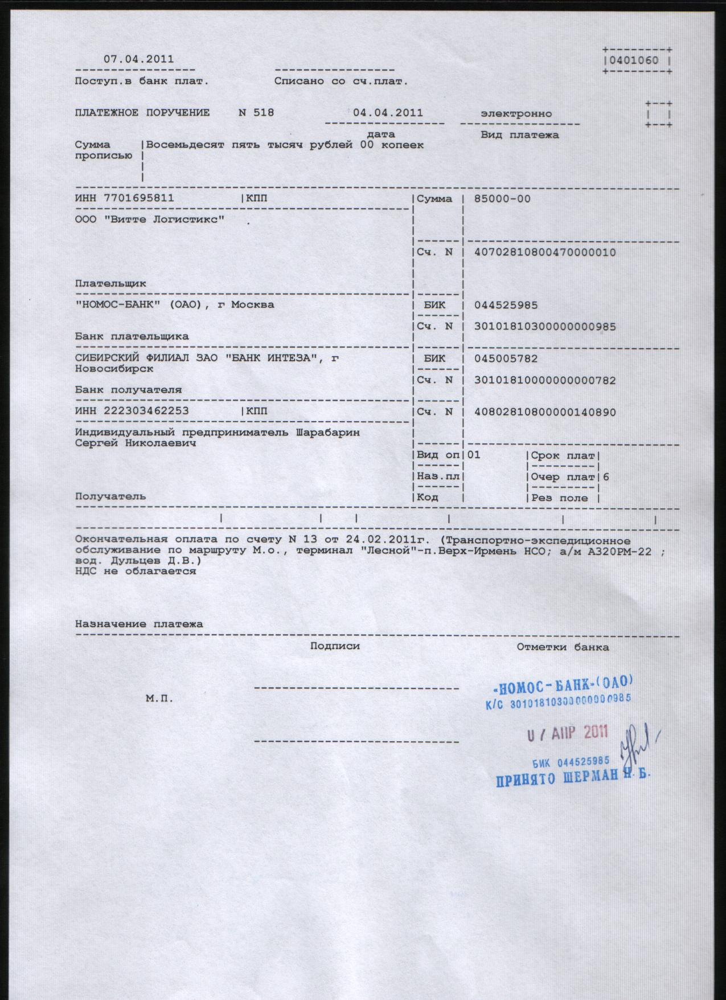 07.04.2011
0401060
Поступ.в банк плат. Списано со сч.плат.
ПЛАТЕЖНОЕ ПОРУЧЕНИЕ N 518 04.04.2011 электронно
дата Вид платежа
Сумма Восемьдесят пять тысяч рублей 00 копеек
прописью
ИНН 7701695811 КПП Сумма 85000-00
ООО "Витте Логистикс"
Сч. N 40702810800470000010
Плательщик
"НОМОС-БАНК" (ОАО), г Москва БИК 044525985
Сч. N 30101810300000000985
Банк плательщика
СИБИРСКИЙ ФИЛИАЛ ЗАО "БАНК ИНТЕЗА", г БИК 045005782
Новосибирск
Сч. N 30101810000000000782
Банк получателя
ИНН 222303462253 КПП Сч. N 40802810800000140890
Индивидуальный предприниматель Шарабарин
Сергей Николаевич
Вид оп 01 Срок плат
Наз.пл Очер плат 6
Получатель Код Рез поле
Окончательная оплата по счету N 13 от 24.02.2011г. (Транспортно-экспедиционное
обслуживание по маршруту М.о., терминал "Лесной"-п.Верх-Ирмень НСО; а/м А320РМ-22 ;
вод. Дульцев Д.В.)
НДС не облагается
Назначение платежа
Подписи Отметки банка
«НОМОС-БАНК»(ОАО)
М.П. К/С 30101810300000000985
АПР 2011
БИК 044525985
ПРИНЯТО ШЕРМАН Н. Б.